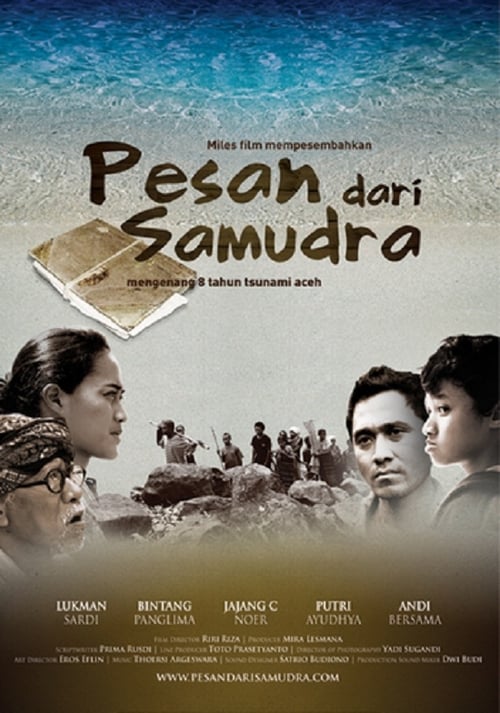 Miles film mempesembahkan
Pesan dari
Samudra
mengenang 8 tahun tsunami aceh
LUKMAN BINTANG JAJANG C PUTRI ANDI
SARDI PANGLIMA NOER AYUDHYA BERSAMA
FILM DIRECTOR RIRI RIZA | PRODUCER MIRA LESMANA
SCRIPTWRITER PRIMA RUSDI | LINE PRODUCER TOTO PRASETYANTO | DIRECTOR OF PHOTOGRAPHY YADI SUGANDI
ART DIRECTOR EROS EFLIN | MUSIC THOERSI ARGESWARA | SOUND DESIGNER SATRIO BUDIONO | PRODUCTION SOUND MIXER DWI BUDI
WWW.PESANDARISAMUDRA.COM